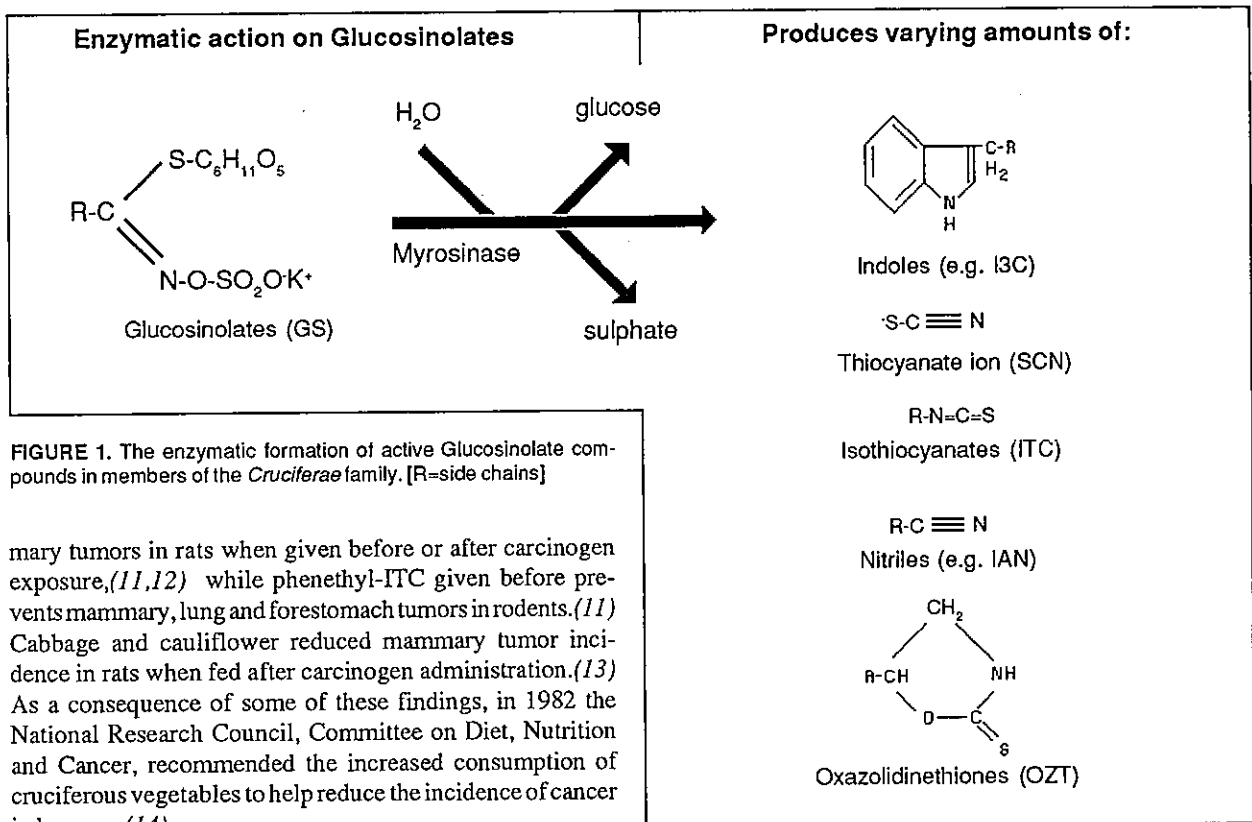 Enzymatic action on Glucosinolates
Produces varying amounts of:
H₂O
glucose
S-C₆H₁₁O₅
R-C
N-O-SO₂O⁻K⁺
Glucosinolates (GS)
Myrosinase
sulphate
C-R
H₂
N
H
Indoles (e.g. I3C)
⁻S-C≡N
Thiocyanate ion (SCN)
R-N=C=S
Isothiocyanates (ITC)
R-C≡N
Nitriles (e.g. IAN)
CH₂
R-CH
NH
O
C
S
Oxazolidinethiones (OZT)
FIGURE 1. The enzymatic formation of active Glucosinolate com-
pounds in members of the Cruciferae family. [R=side chains]
mary tumors in rats when given before or after carcinogen
exposure,(11,12) while phenethyl-ITC given before pre-
vents mammary, lung and forestomach tumors in rodents.(11)
Cabbage and cauliflower reduced mammary tumor inci-
dence in rats when fed after carcinogen administration.(13)
As a consequence of some of these findings, in 1982 the
National Research Council, Committee on Diet, Nutrition
and Cancer, recommended the increased consumption of
cruciferous vegetables to help reduce the incidence of cancer